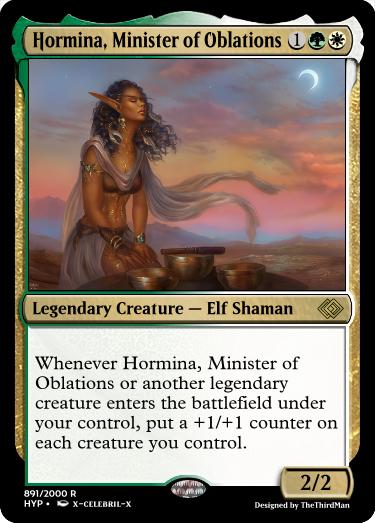 Hormina, Minister of Oblations 1
Legendary Creature — Elf Shaman
Whenever Hormina, Minister of
Oblations or another legendary
creature enters the battlefield under
your control, put a +1/+1 counter on
each creature you control.
2/2
891/2000 R
HYP • X-CELEBRIL-X
Designed by TheThirdMan